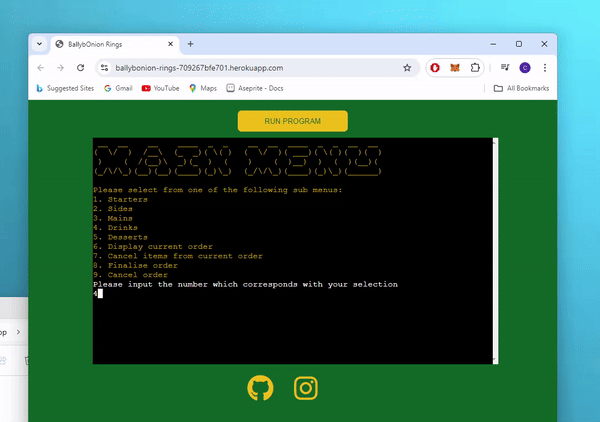 BallybOnion Rings
ballybonion-rings-709267bfe701.herokuapp.com
C
Suggested Sites Gmail YouTube Maps Aseprite - Docs All Bookmarks
RUN PROGRAM
MAIN MENU
Please select from one of the following sub menus:
1. Starters
2. Sides
3. Mains
4. Drinks
5. Desserts
6. Display current order
7. Cancel items from current order
8. Finalise order
9. Cancel order
Please input the number which corresponds with your selection
4